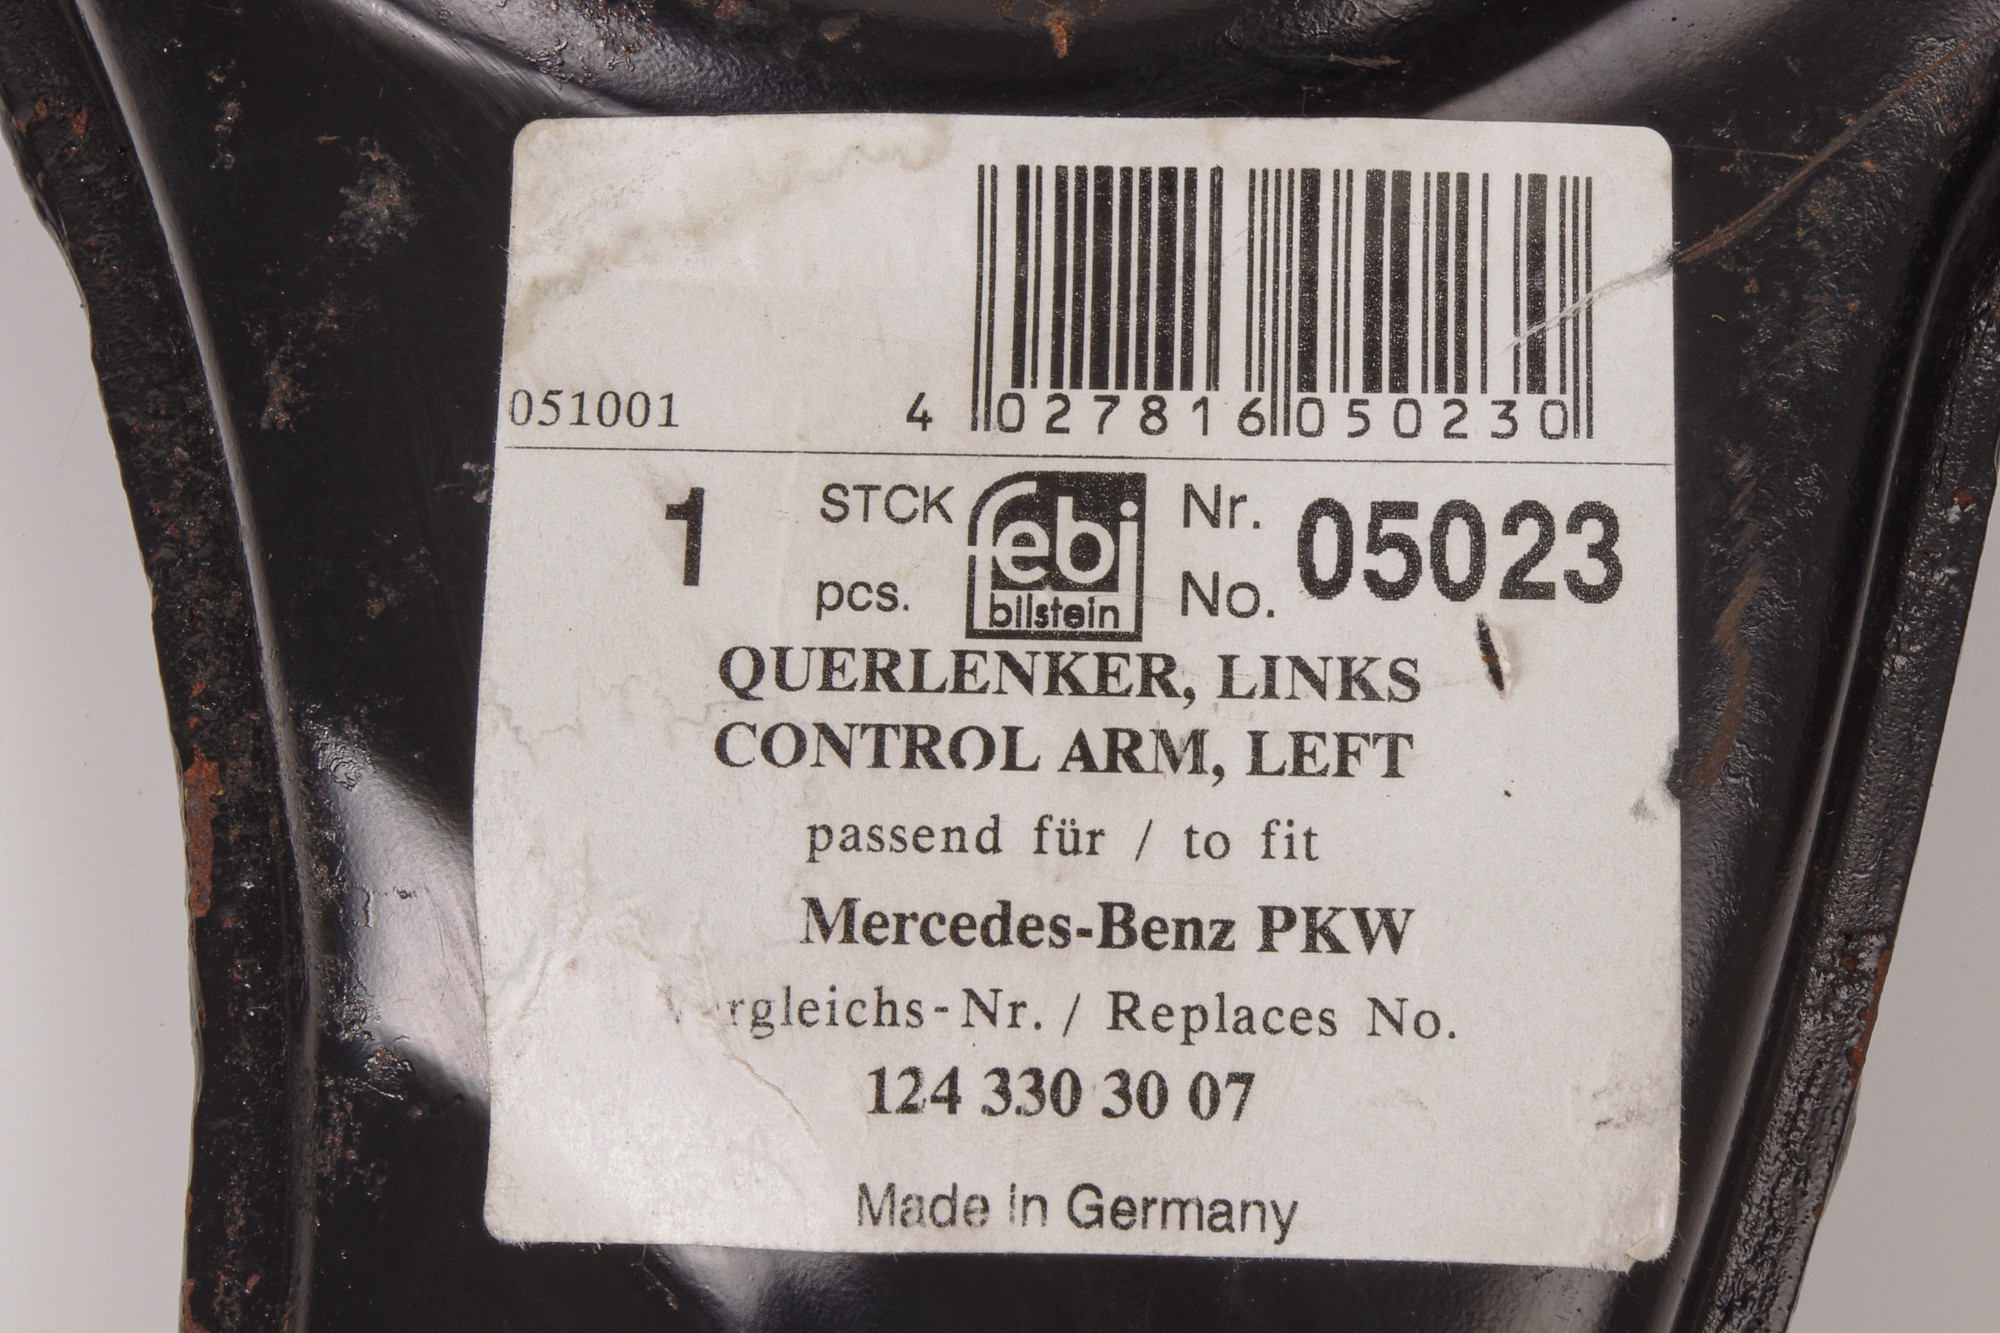 051001
4 027816 050230
1 STCK febi Nr. 05023
pcs. bilstein No.
QUERLENKER, LINKS
CONTROL ARM, LEFT
passend für / to fit
Mercedes-Benz PKW
Vergleichs-Nr. / Replaces No.
124 330 30 07
Made in Germany